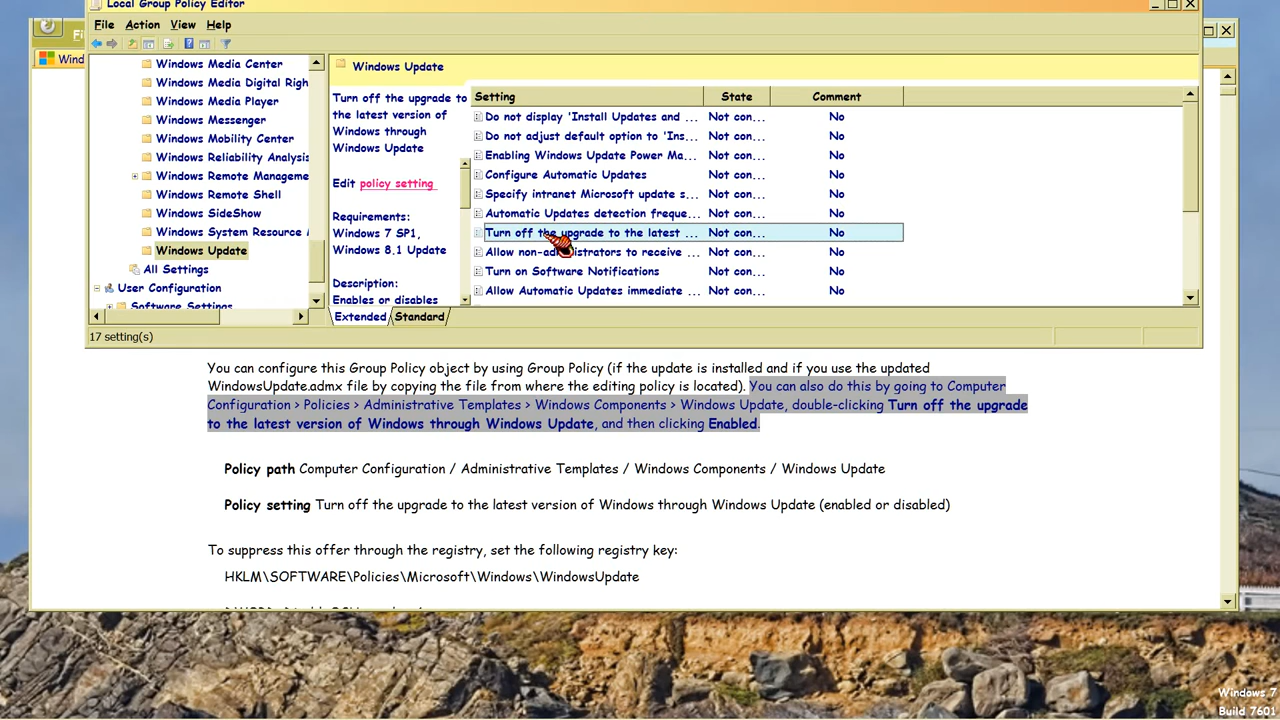 Local Group Policy Editor
File Action View Help
Wind
Windows Media Center
Windows Media Digital Righ
Windows Media Player
Windows Messenger
Windows Mobility Center
Windows Reliability Analysis
Windows Remote Manageme
Windows Remote Shell
Windows SideShow
Windows System Resource
Windows Update
All Settings
User Configuration
Software Settings
Windows Update
Turn off the upgrade to
the latest version of
Windows through
Windows Update
Edit policy setting
Requirements:
Windows 7 SP1,
Windows 8.1 Update
Description:
Enables or disables
Setting State Comment
Do not display 'Install Updates and ... Not con... No
Do not adjust default option to 'Ins... Not con... No
Enabling Windows Update Power Ma... Not con... No
Configure Automatic Updates Not con... No
Specify intranet Microsoft update s... Not con... No
Automatic Updates detection freque... Not con... No
Turn off the upgrade to the latest ... Not con... No
Allow non-administrators to receive ... Not con... No
Turn on Software Notifications Not con... No
Allow Automatic Updates immediate ... Not con... No
Extended Standard
17 setting(s)
You can configure this Group Policy object by using Group Policy (if the update is installed and if you use the updated
WindowsUpdate.admx file by copying the file from where the editing policy is located). You can also do this by going to Computer
Configuration > Policies > Administrative Templates > Windows Components > Windows Update, double-clicking Turn off the upgrade
to the latest version of Windows through Windows Update, and then clicking Enabled.
Policy path Computer Configuration / Administrative Templates / Windows Components / Windows Update
Policy setting Turn off the upgrade to the latest version of Windows through Windows Update (enabled or disabled)
To suppress this offer through the registry, set the following registry key:
HKLM\SOFTWARE\Policies\Microsoft\Windows\WindowsUpdate
Windows 7
Build 7601